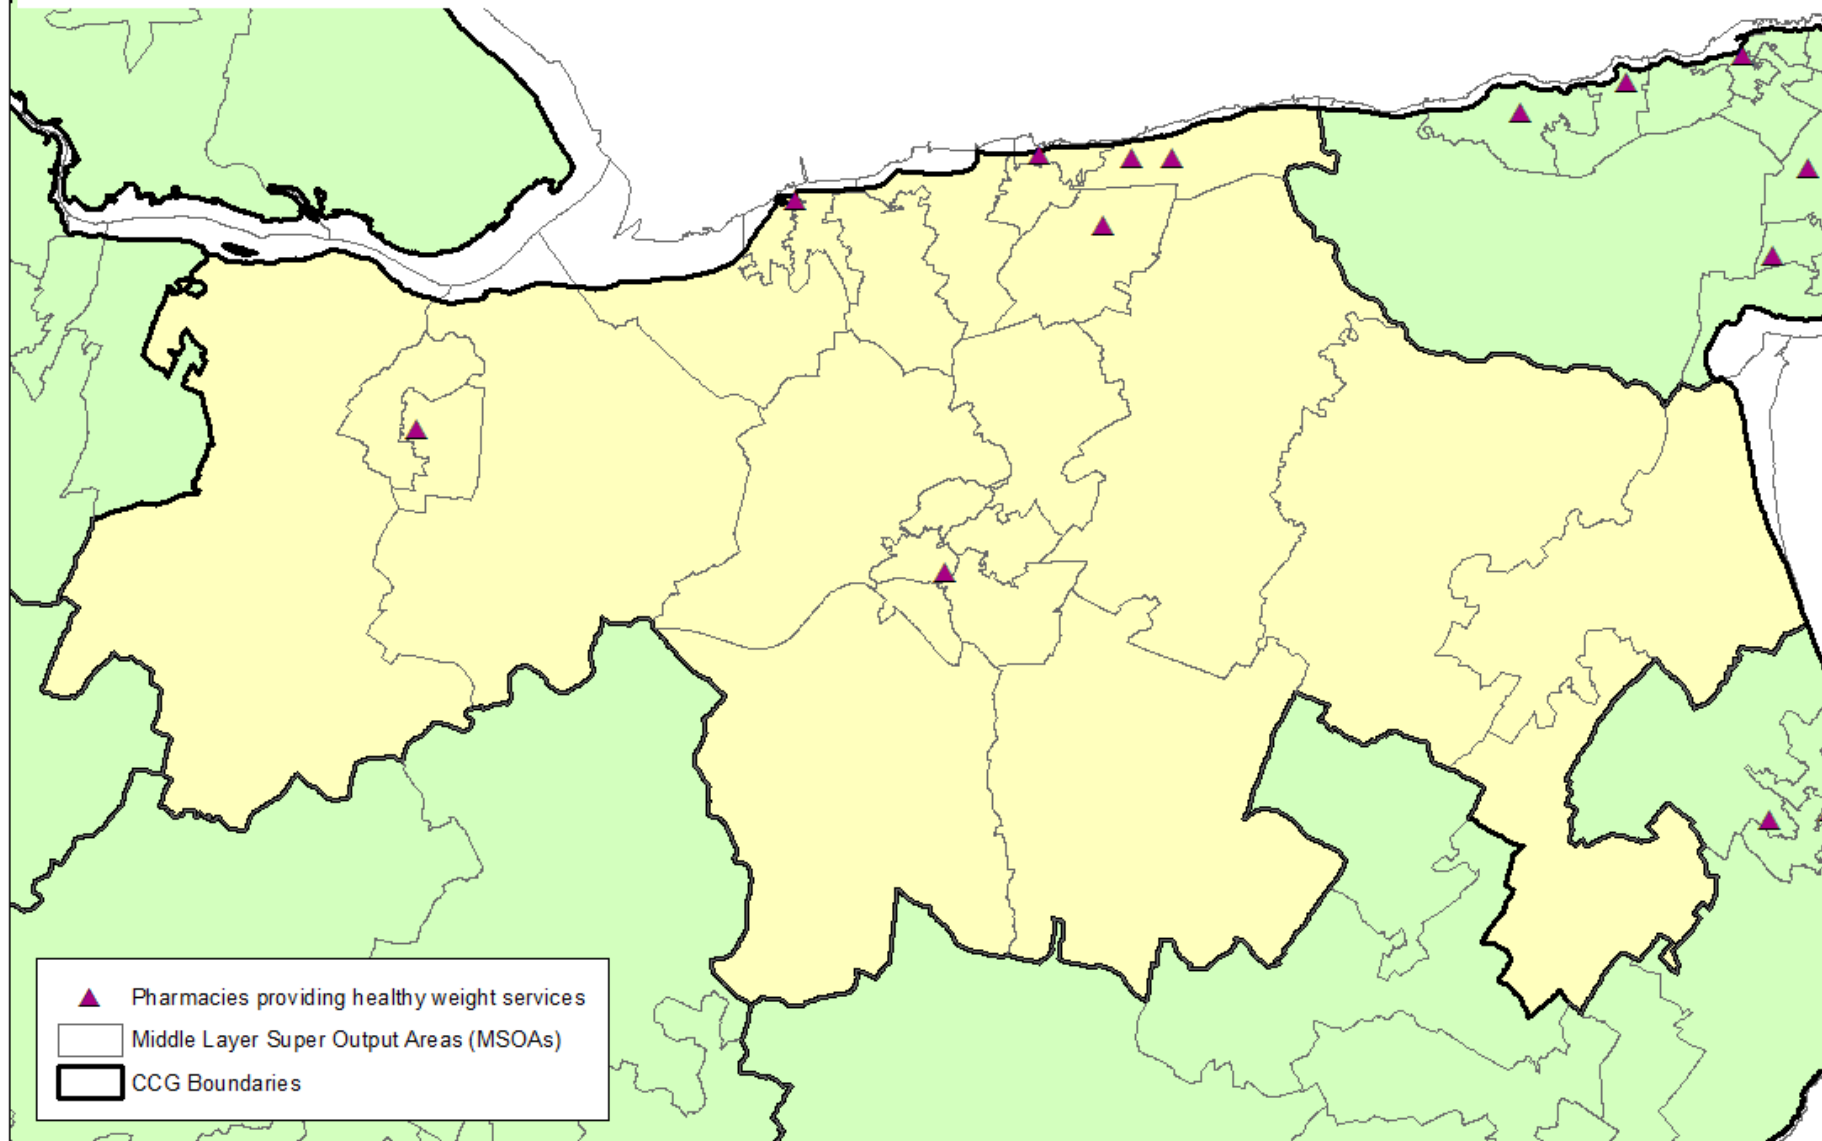 Pharmacies providing healthy weight services
Middle Layer Super Output Areas (MSOAs)
CCG Boundaries